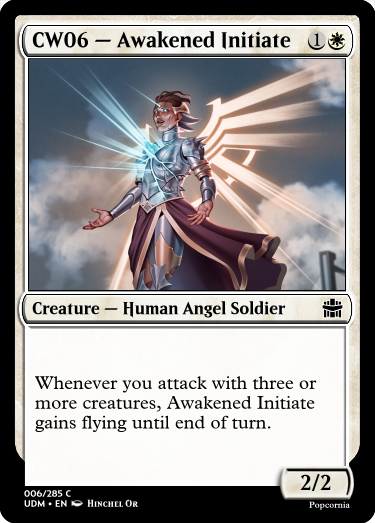 CW06 — Awakened Initiate 1
Creature — Human Angel Soldier
Whenever you attack with three or
more creatures, Awakened Initiate
gains flying until end of turn.
2/2
006/285 C
UDM • EN Hinchel Or
Popcornia